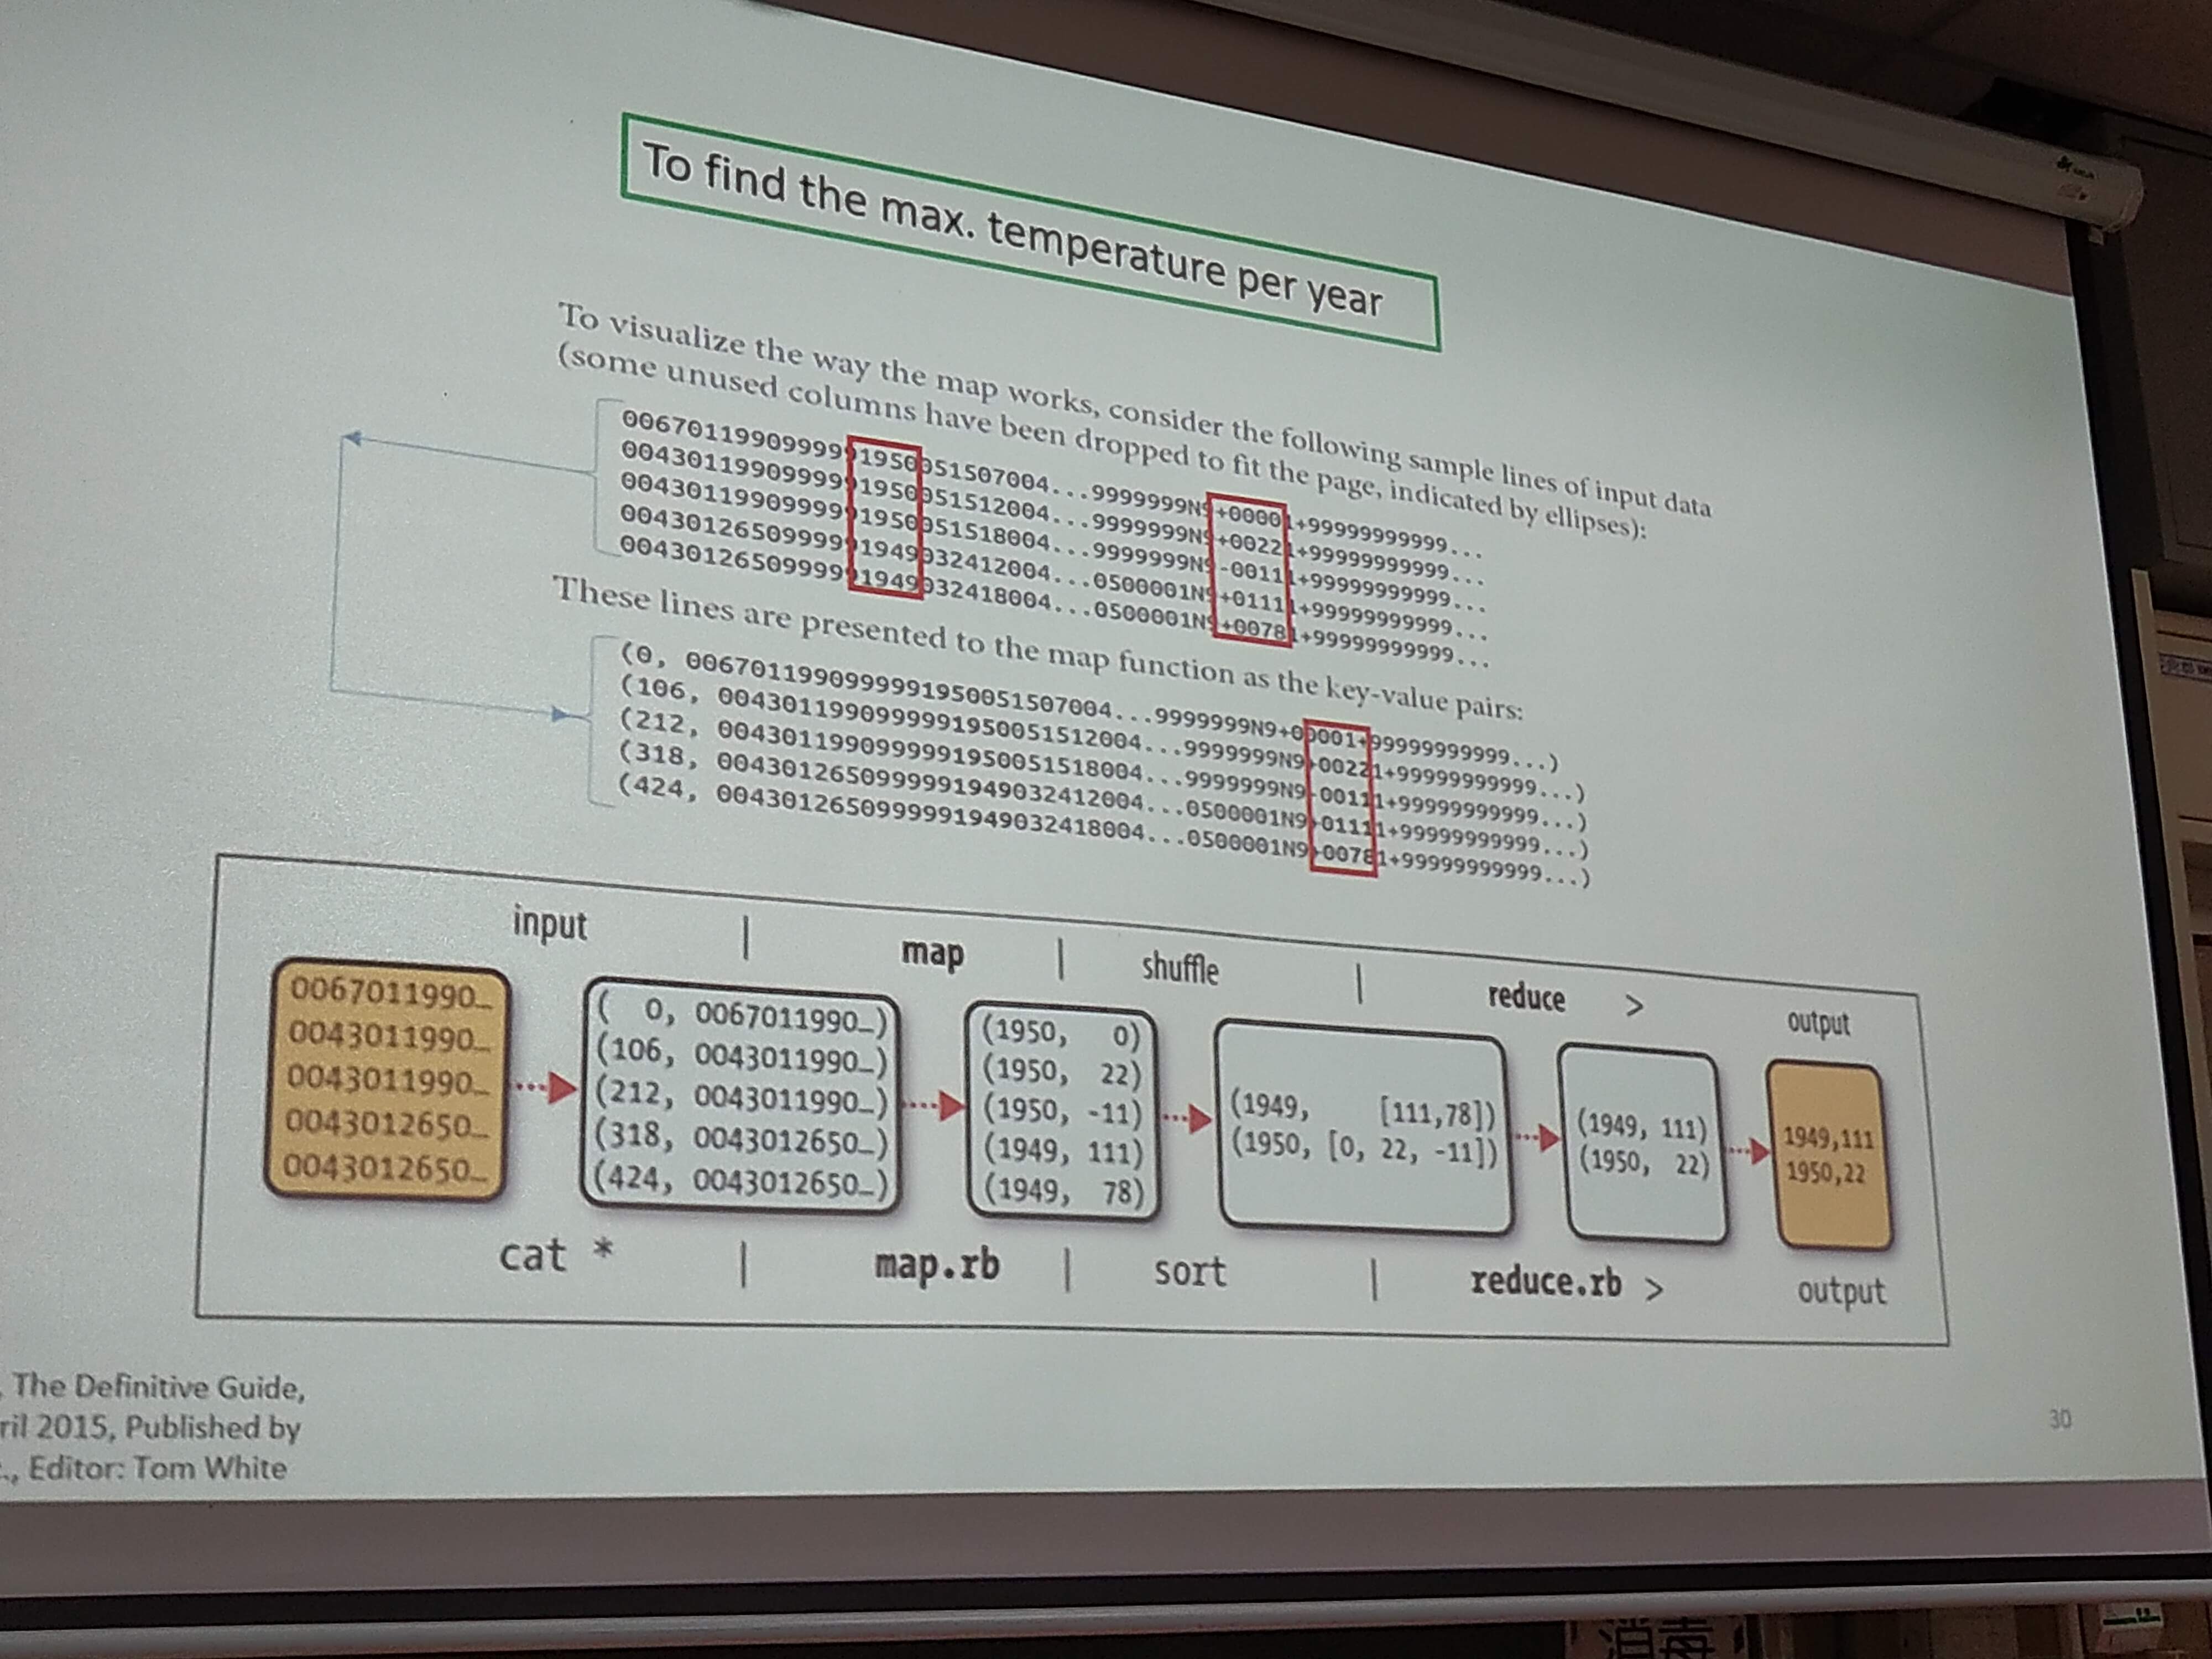 To find the max. temperature per year
To visualize the way the map works, consider the following sample lines of input data
(some unused columns have been dropped to fit the page, indicated by ellipses):
0067011990999991950051507004...9999999N9+00001+99999999999...
0043011990999991950051512004...9999999N9+00221+99999999999...
0043011990999991950051518004...9999999N9-00111+99999999999...
0043012650999991949032412004...0500001N9+01111+99999999999...
0043012650999991949032418004...0500001N9+00781+99999999999...
These lines are presented to the map function as the key-value pairs:
(0, 0067011990999991950051507004...9999999N9+00001+99999999999...)
(106, 0043011990999991950051512004...9999999N9+00221+99999999999...)
(212, 0043011990999991950051518004...9999999N9-00111+99999999999...)
(318, 0043012650999991949032412004...0500001N9+01111+99999999999...)
(424, 0043012650999991949032418004...0500001N9+00781+99999999999...)
input | map | shuffle | reduce > output
0067011990…
0043011990…
0043011990…
0043012650…
0043012650…
( 0, 0067011990…)
(106, 0043011990…)
(212, 0043011990…)
(318, 0043012650…)
(424, 0043012650…)
(1950, 0)
(1950, 22)
(1950, -11)
(1949, 111)
(1949, 78)
(1949, [111,78])
(1950, [0, 22, -11])
(1949, 111)
(1950, 22)
1949,111
1950,22
cat * | map.rb | sort | reduce.rb > output
, The Definitive Guide,
ril 2015, Published by
., Editor: Tom White
30
消毒